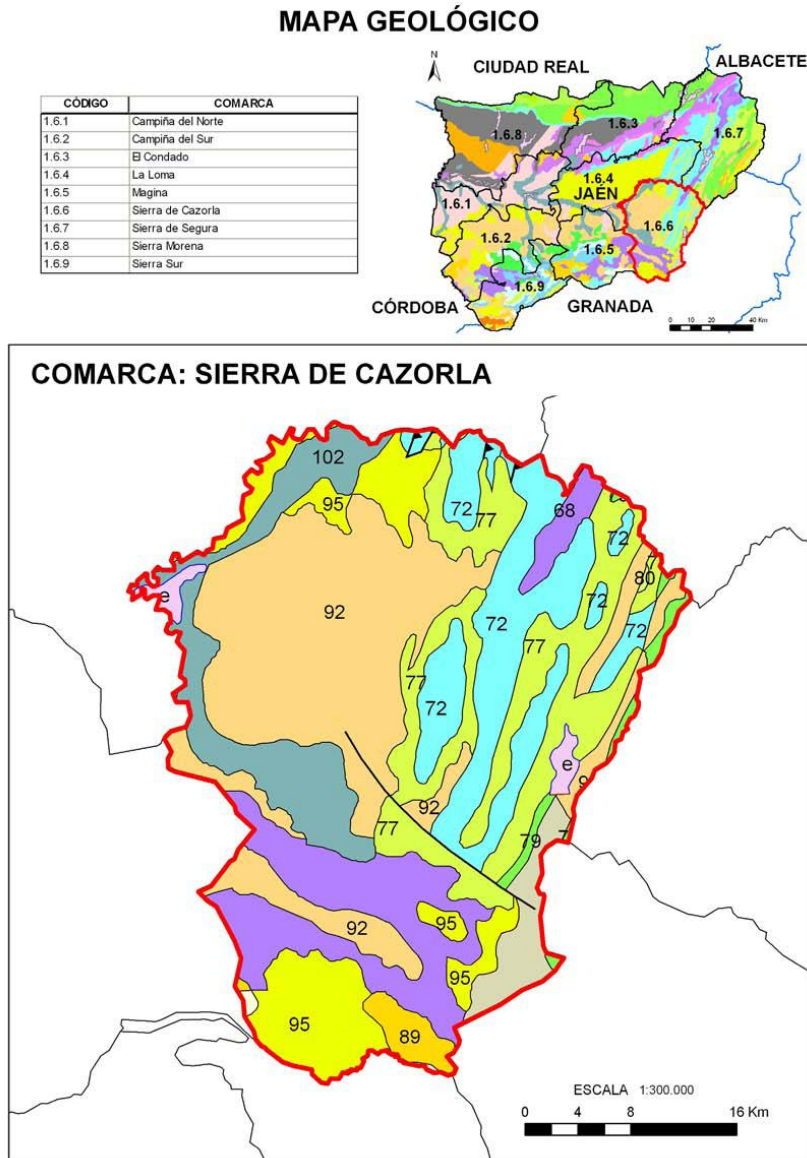 MAPA GEOLÓGICO
CÓDIGO COMARCA
1.6.1 Campiña del Norte
1.6.2 Campiña del Sur
1.6.3 El Condado
1.6.4 La Loma
1.6.5 Magina
1.6.6 Sierra de Cazorla
1.6.7 Sierra de Segura
1.6.8 Sierra Morena
1.6.9 Sierra Sur
N
CIUDAD REAL
ALBACETE
1.6.8
1.6.3
1.6.7
1.6.4
JAÉN
1.6.1
1.6.6
1.6.2
1.6.5
1.6.9
CÓRDOBA
GRANADA
0 10 20 40 Km
COMARCA: SIERRA DE CAZORLA
102
95
72
77
68
72
7
80
e
92
72
72
72
77
77
72
e
9
92
77
79
7
92
95
95
95
89
ESCALA 1:300.000
0 4 8 16 Km